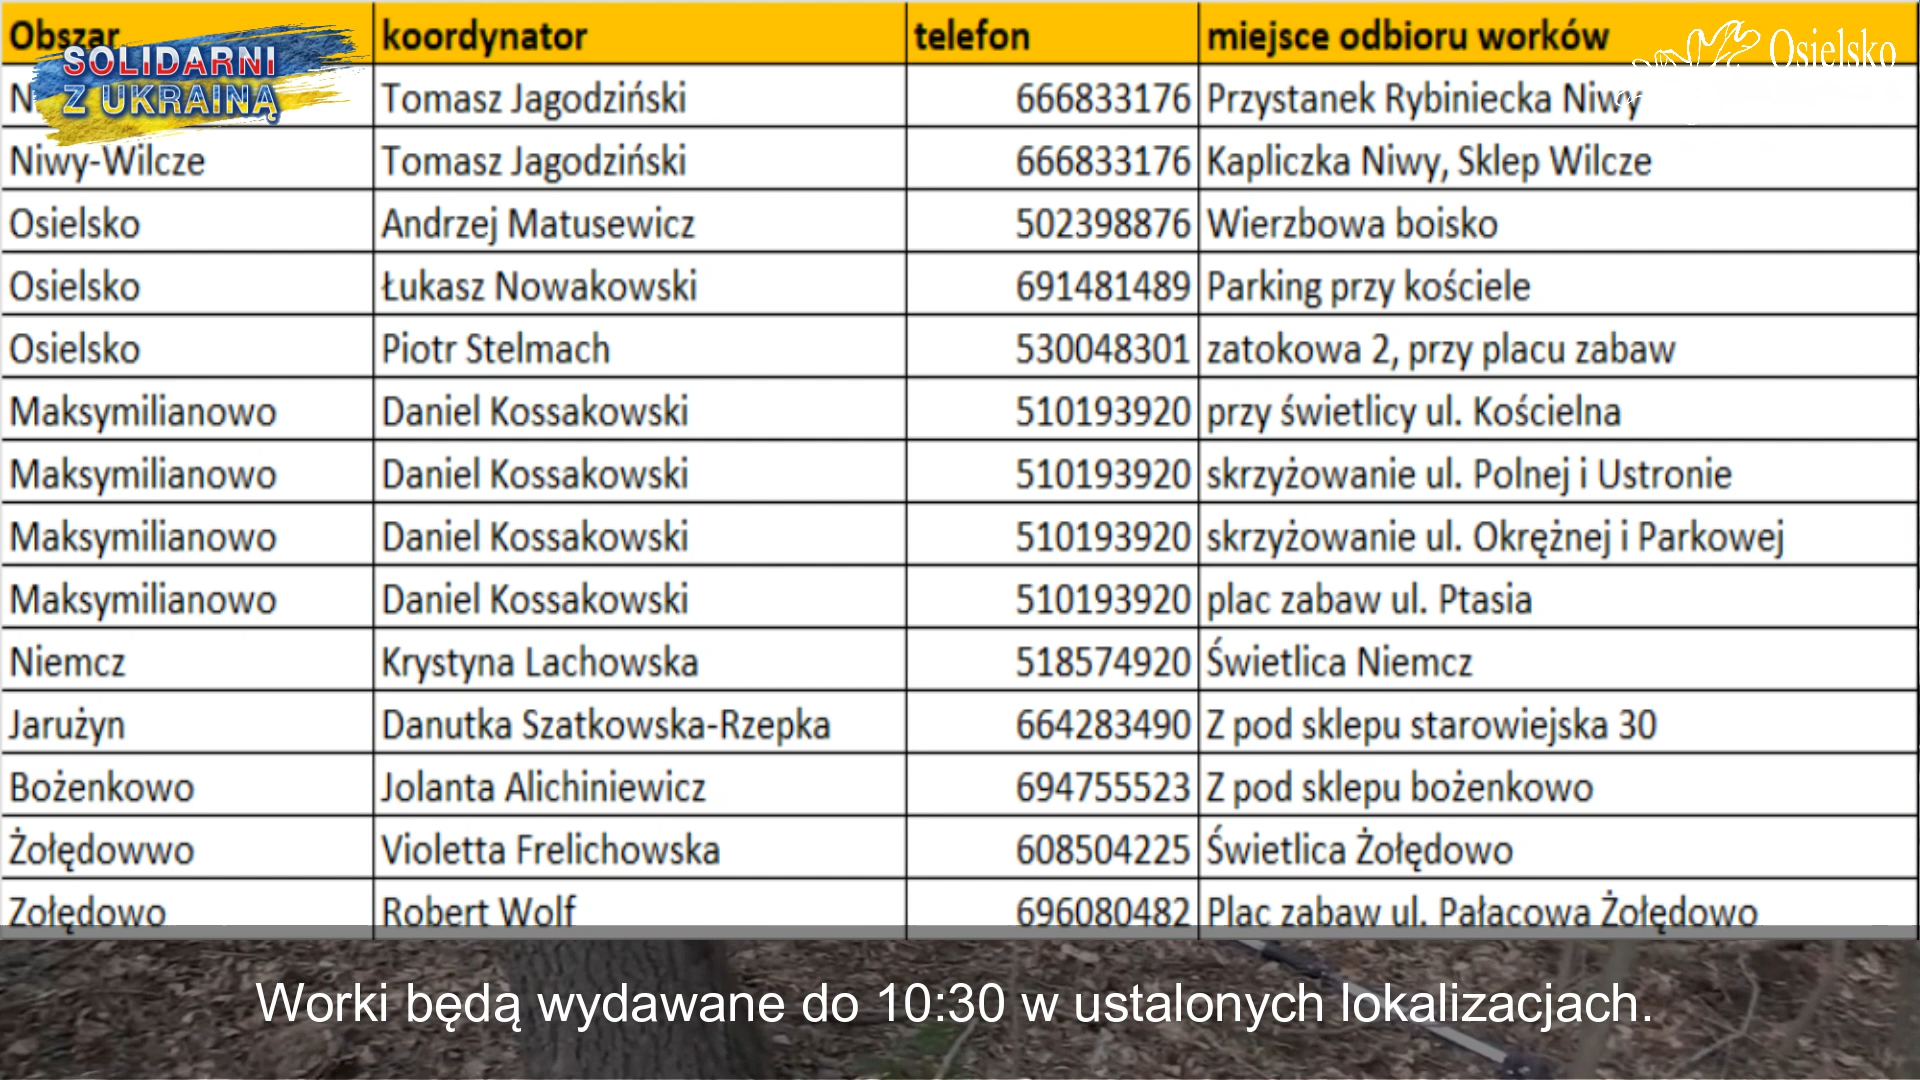 Obszar koordynator telefon miejsce odbioru worków
SOLIDARNI
Z UKRAINĄ
Osielsko
Tomasz Jagodziński 666833176 Przystanek Rybiniecka Niwy
Niwy-Wilcze Tomasz Jagodziński 666833176 Kapliczka Niwy, Sklep Wilcze
Osielsko Andrzej Matusewicz 502398876 Wierzbowa boisko
Osielsko Łukasz Nowakowski 691481489 Parking przy kościele
Osielsko Piotr Stelmach 530048301 zatokowa 2, przy placu zabaw
Maksymilianowo Daniel Kossakowski 510193920 przy świetlicy ul. Kościelna
Maksymilianowo Daniel Kossakowski 510193920 skrzyżowanie ul. Polnej i Ustronie
Maksymilianowo Daniel Kossakowski 510193920 skrzyżowanie ul. Okrężnej i Parkowej
Maksymilianowo Daniel Kossakowski 510193920 plac zabaw ul. Ptasia
Niemcz Krystyna Lachowska 518574920 Świetlica Niemcz
Jarużyn Danutka Szatkowska-Rzepka 664283490 Z pod sklepu starowiejska 30
Bożenkowo Jolanta Alichiniewicz 694755523 Z pod sklepu bożenkowo
Żołędowwo Violetta Frelichowska 608504225 Świetlica Żołędowo
Zołędowo Robert Wolf 696080482 Plac zabaw ul. Pałacowa Żołędowo
Worki będą wydawane do 10:30 w ustalonych lokalizacjach.